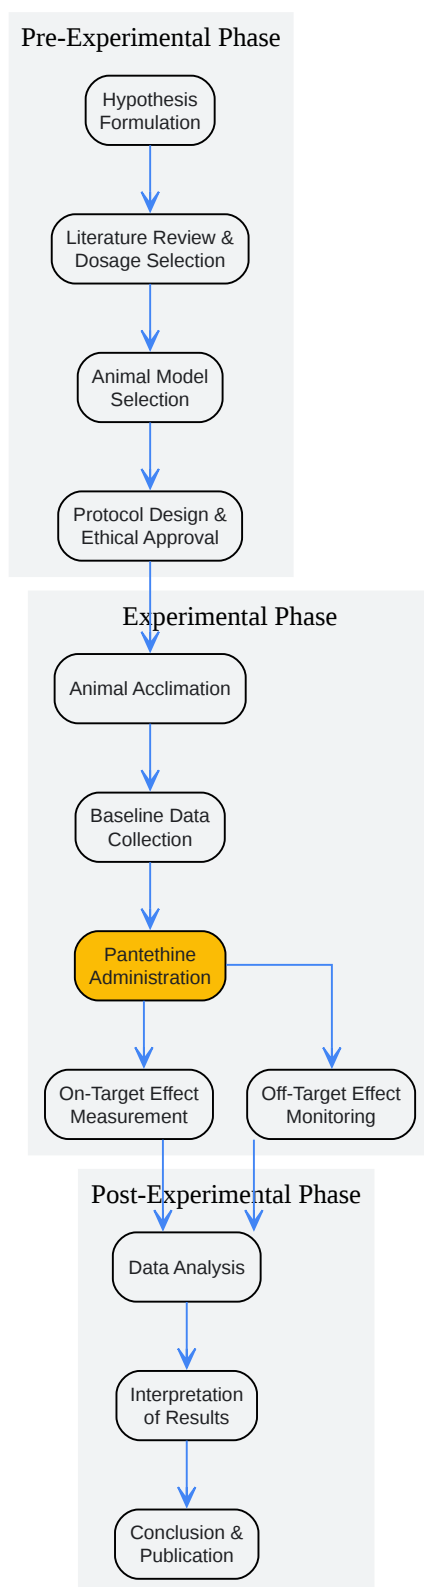 Pre-Experimental Phase
Hypothesis
Formulation
Literature Review &
Dosage Selection
Animal Model
Selection
Protocol Design &
Ethical Approval
Experimental Phase
Animal Acclimation
Baseline Data
Collection
Pantethine
Administration
On-Target Effect
Measurement
Off-Target Effect
Monitoring
Post-Experimental Phase
Data Analysis
Interpretation
of Results
Conclusion &
Publication